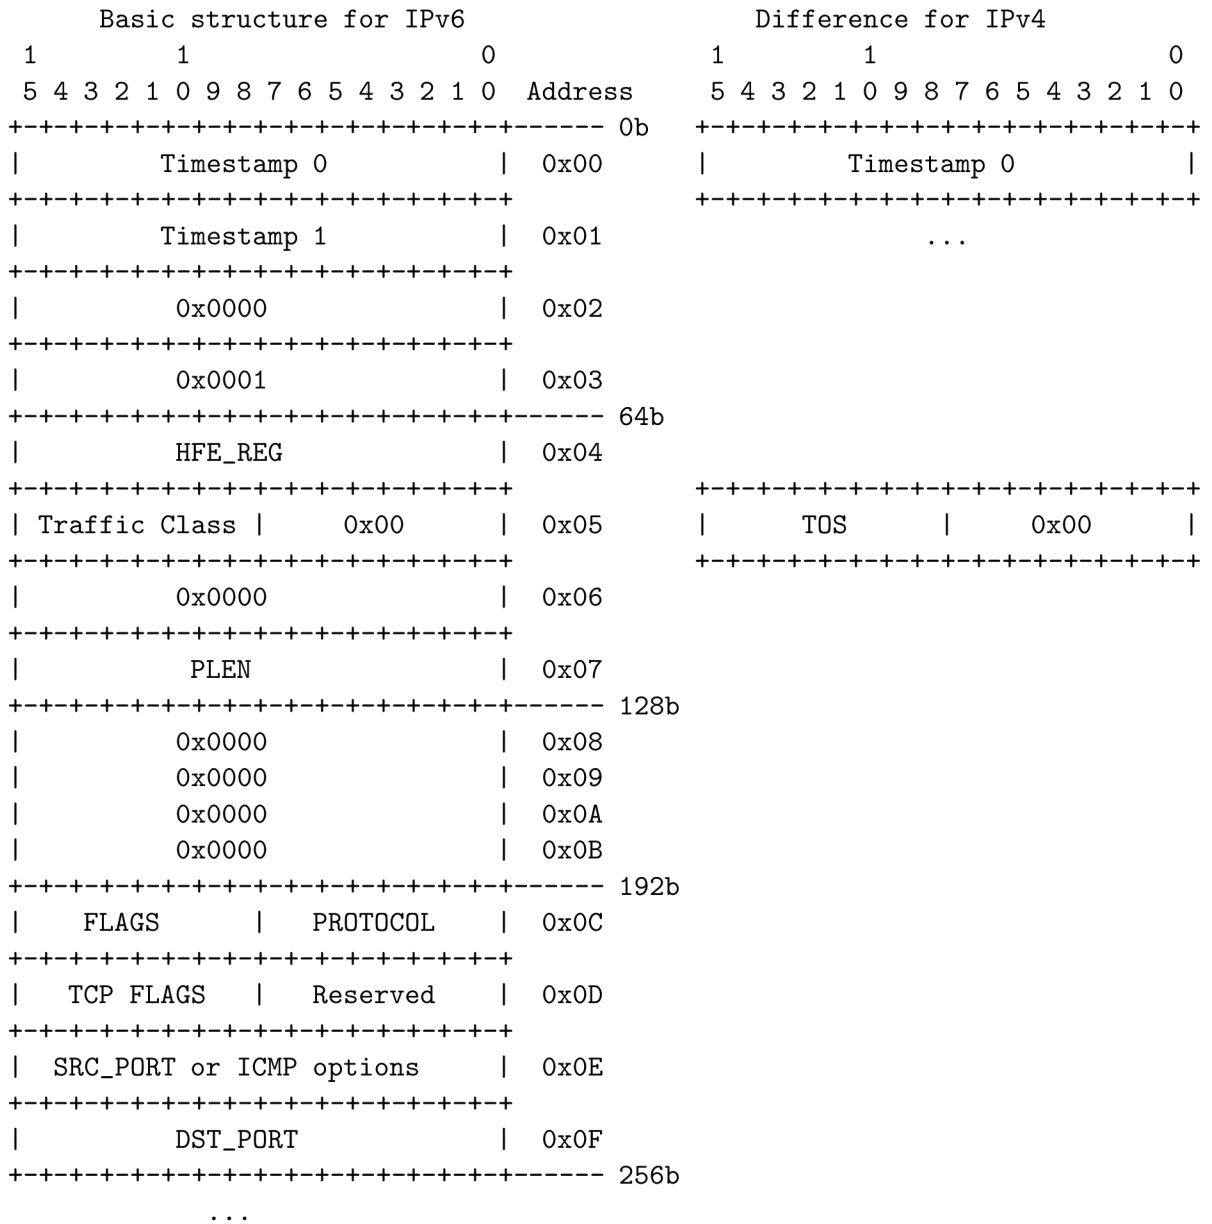 Basic structure for IPv6                   Difference for IPv4
 1         1                   0               1         1                   0
 5 4 3 2 1 0 9 8 7 6 5 4 3 2 1 0  Address      5 4 3 2 1 0 9 8 7 6 5 4 3 2 1 0
+-+-+-+-+-+-+-+-+-+-+-+-+-+-+-+-+------ 0b    +-+-+-+-+-+-+-+-+-+-+-+-+-+-+-+-+
|         Timestamp 0           |  0x00      |         Timestamp 0           |
+-+-+-+-+-+-+-+-+-+-+-+-+-+-+-+-+            +-+-+-+-+-+-+-+-+-+-+-+-+-+-+-+-+
|         Timestamp 1           |  0x01                     ...
+-+-+-+-+-+-+-+-+-+-+-+-+-+-+-+-+
|          0x0000               |  0x02
+-+-+-+-+-+-+-+-+-+-+-+-+-+-+-+-+
|          0x0001               |  0x03
+-+-+-+-+-+-+-+-+-+-+-+-+-+-+-+-+------ 64b
|          HFE_REG              |  0x04
+-+-+-+-+-+-+-+-+-+-+-+-+-+-+-+-+            +-+-+-+-+-+-+-+-+-+-+-+-+-+-+-+-+
| Traffic Class |     0x00      |  0x05      |      TOS      |     0x00      |
+-+-+-+-+-+-+-+-+-+-+-+-+-+-+-+-+            +-+-+-+-+-+-+-+-+-+-+-+-+-+-+-+-+
|          0x0000               |  0x06
+-+-+-+-+-+-+-+-+-+-+-+-+-+-+-+-+
|           PLEN                |  0x07
+-+-+-+-+-+-+-+-+-+-+-+-+-+-+-+-+------ 128b
|          0x0000               |  0x08
|          0x0000               |  0x09
|          0x0000               |  0x0A
|          0x0000               |  0x0B
+-+-+-+-+-+-+-+-+-+-+-+-+-+-+-+-+------ 192b
|    FLAGS      |   PROTOCOL    |  0x0C
+-+-+-+-+-+-+-+-+-+-+-+-+-+-+-+-+
|   TCP FLAGS   |   Reserved    |  0x0D
+-+-+-+-+-+-+-+-+-+-+-+-+-+-+-+-+
|  SRC_PORT or ICMP options     |  0x0E
+-+-+-+-+-+-+-+-+-+-+-+-+-+-+-+-+
|          DST_PORT             |  0x0F
+-+-+-+-+-+-+-+-+-+-+-+-+-+-+-+-+------ 256b
             ...